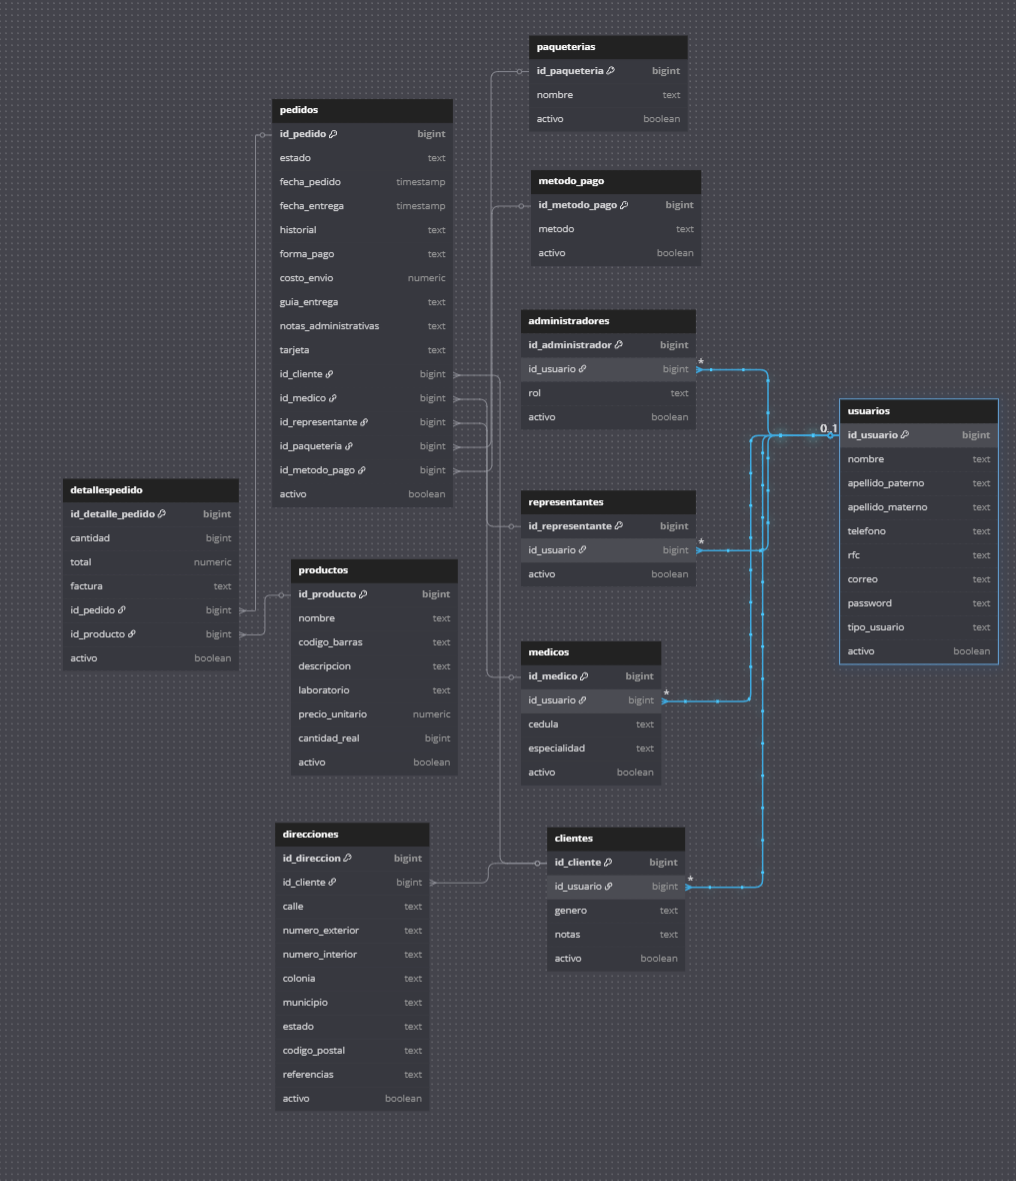 paqueterias
id_paqueteria bigint
nombre text
activo boolean
pedidos
id_pedido bigint
estado text
fecha_pedido timestamp
fecha_entrega timestamp
historial text
forma_pago text
costo_envio numeric
guia_entrega text
notas_administrativas text
tarjeta text
id_cliente bigint
id_medico bigint
id_representante bigint
id_paqueteria bigint
id_metodo_pago bigint
activo boolean
metodo_pago
id_metodo_pago bigint
metodo text
activo boolean
administradores
id_administrador bigint
id_usuario bigint
rol text
activo boolean
*
usuarios
0..1
id_usuario bigint
nombre text
apellido_paterno text
apellido_materno text
telefono text
rfc text
correo text
password text
tipo_usuario text
activo boolean
detallespedido
id_detalle_pedido bigint
cantidad bigint
total numeric
factura text
id_pedido bigint
id_producto bigint
activo boolean
representantes
id_representante bigint
id_usuario bigint
activo boolean
*
productos
id_producto bigint
nombre text
codigo_barras text
descripcion text
laboratorio text
precio_unitario numeric
cantidad_real bigint
activo boolean
medicos
id_medico bigint
id_usuario bigint
cedula text
especialidad text
activo boolean
*
direcciones
id_direccion bigint
id_cliente bigint
calle text
numero_exterior text
numero_interior text
colonia text
municipio text
estado text
codigo_postal text
referencias text
activo boolean
clientes
id_cliente bigint
id_usuario bigint
genero text
notas text
activo boolean
*